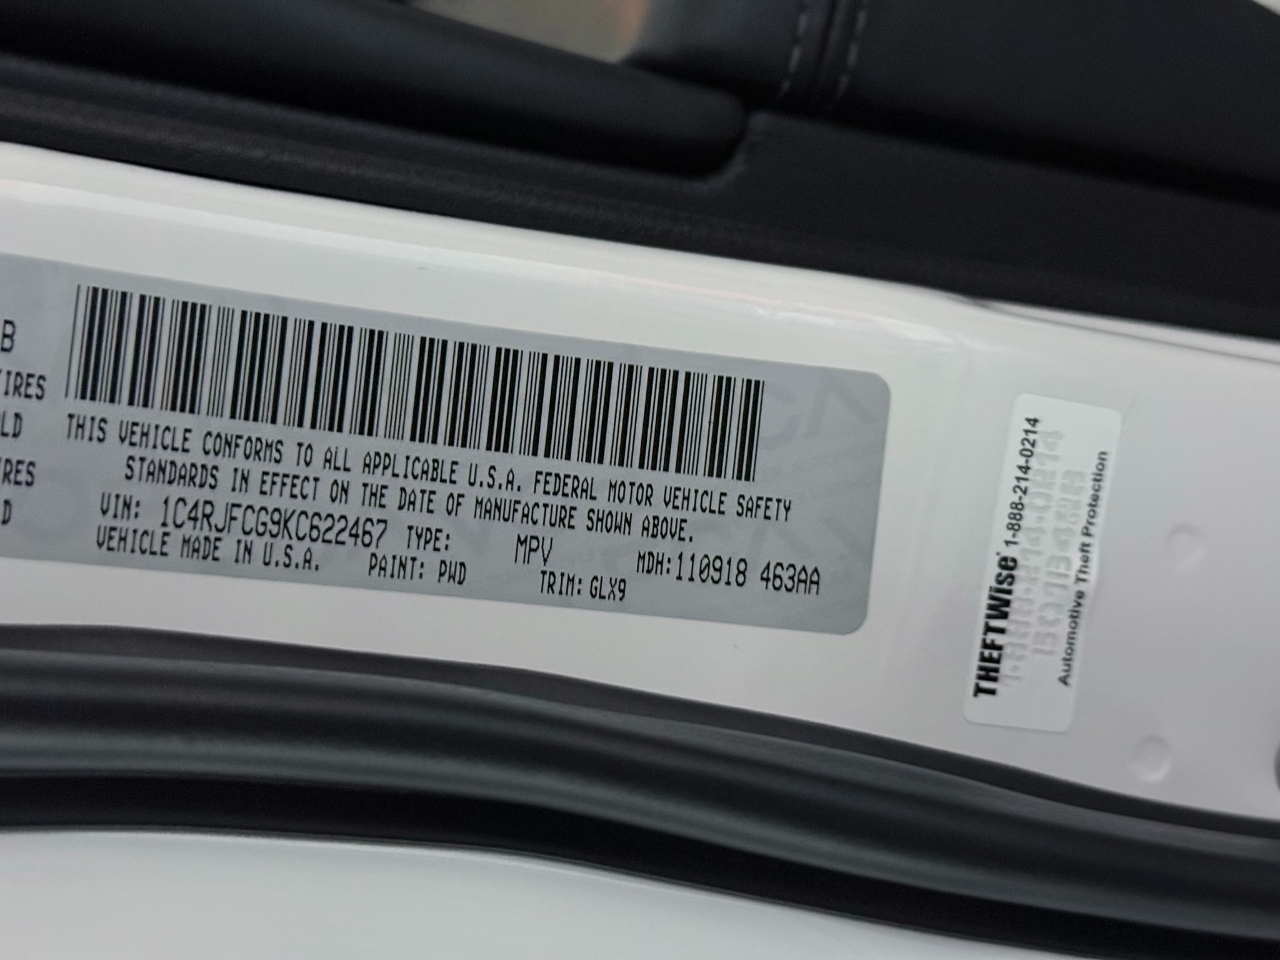 B
TIRES
LD
IRES
D
THIS VEHICLE CONFORMS TO ALL APPLICABLE U.S.A. FEDERAL MOTOR VEHICLE SAFETY
STANDARDS IN EFFECT ON THE DATE OF MANUFACTURE SHOWN ABOVE.
VIN: 1C4RJFCG9KC622467 TYPE: MPV MDH:110918 463AA
VEHICLE MADE IN U.S.A. PAINT: PWD TRIM: GLX9
THEFTWise 1-888-214-0214
Automotive Theft Protection